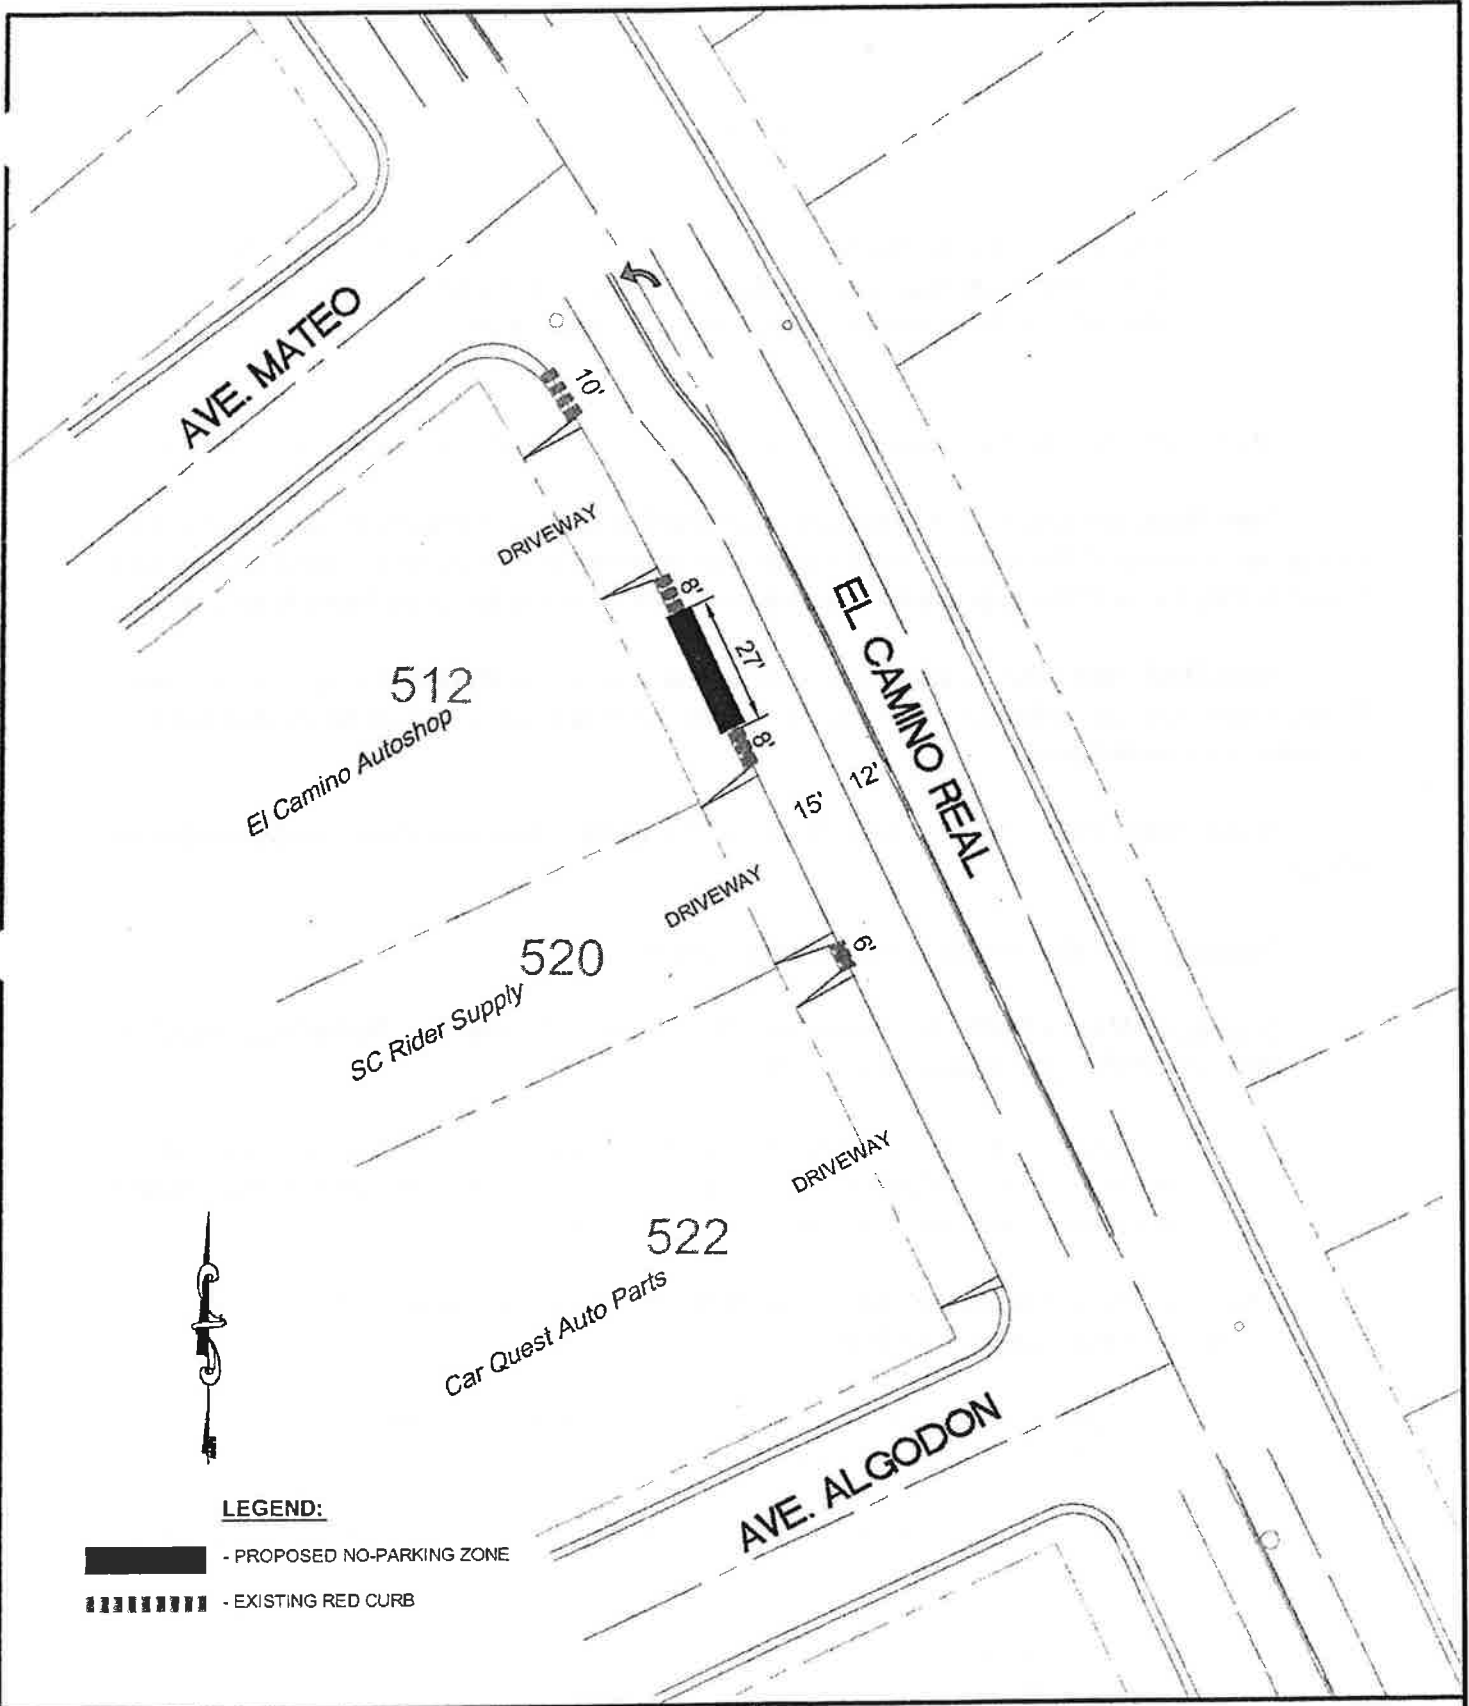 AVE. MATEO
10'
DRIVEWAY
8'
27'
8'
EL CAMINO REAL
512
El Camino Autoshop
15'
12'
DRIVEWAY
6'
520
SC Rider Supply
DRIVEWAY
522
Car Quest Auto Parts
AVE. ALGODON
LEGEND:
- PROPOSED NO-PARKING ZONE
- EXISTING RED CURB